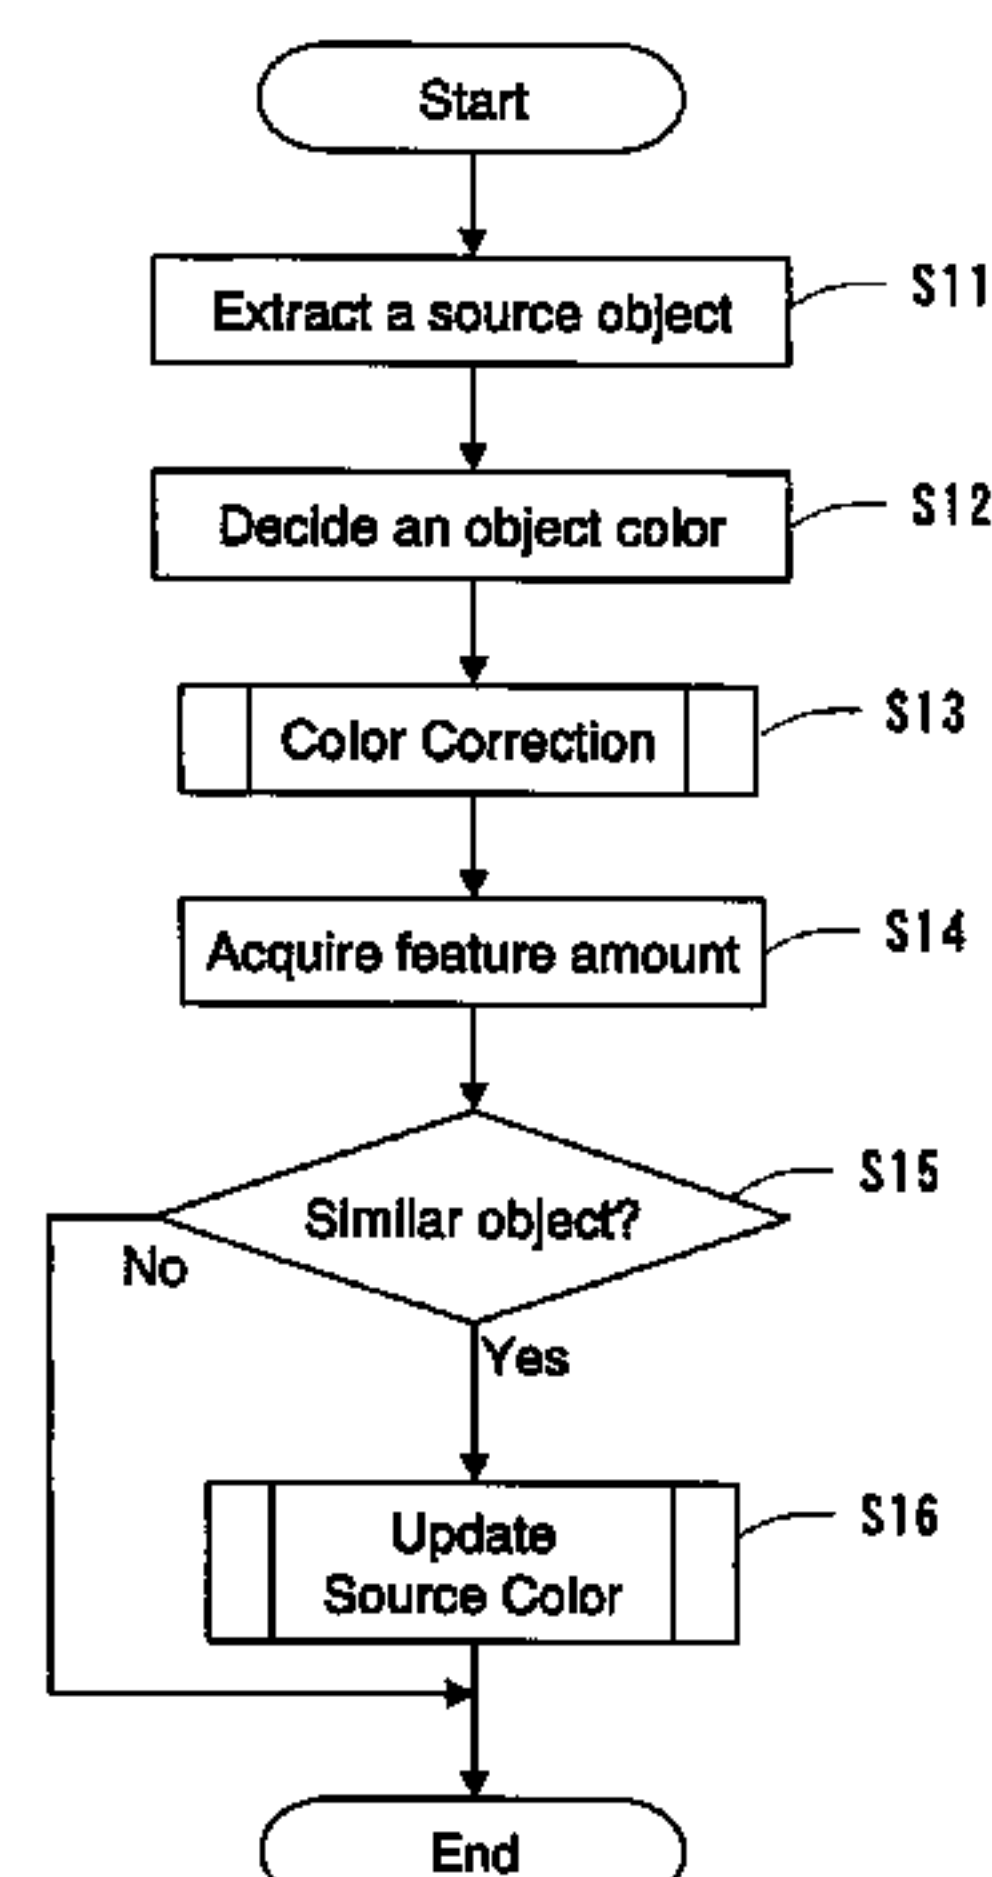 Start
Extract a source object
S11
Decide an object color
S12
Color Correction
S13
Acquire feature amount
S14
Similar object?
S15
No
Yes
Update
Source Color
S16
End